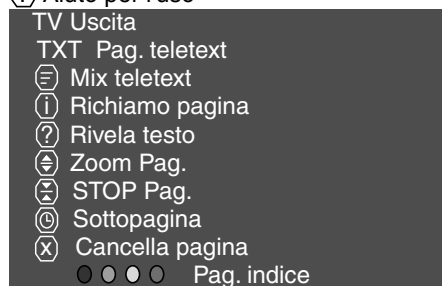 TV Uscita
TXT Pag. teletext
Mix teletext
i Richiamo pagina
? Rivela testo
Zoom Pag.
STOP Pag.
Sottopagina
X Cancella pagina
Pag. indice